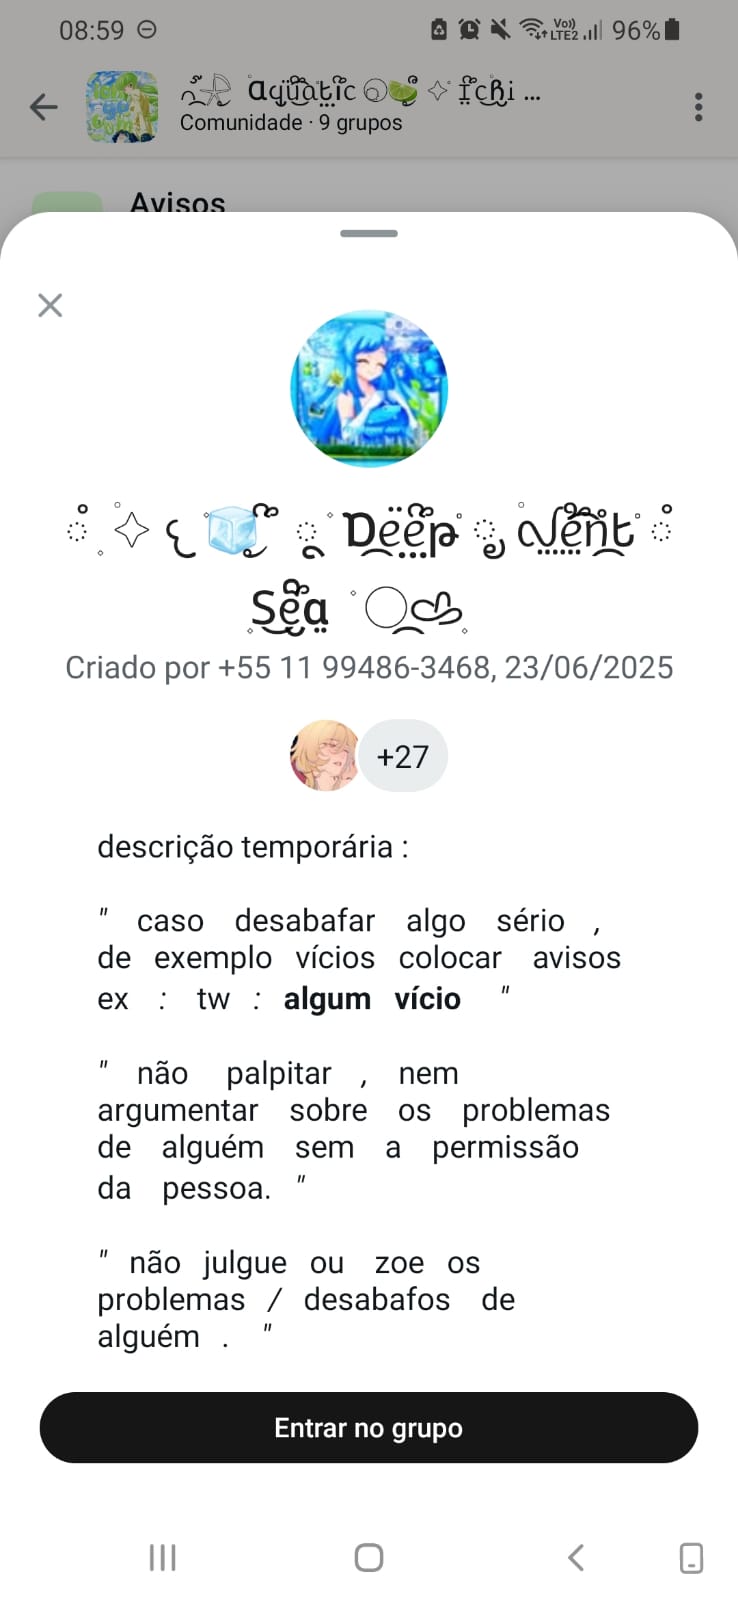 08:59
Vo))
LTE2
96%
aqüatic ichi ...
Comunidade · 9 grupos
Avisos
Deep Vent
Sea
Criado por +55 11 99486-3468, 23/06/2025
+27
descrição temporária :
" caso desabafar algo sério ,
de exemplo vícios colocar avisos
ex : tw : algum vício "
" não palpitar , nem
argumentar sobre os problemas
de alguém sem a permissão
da pessoa. "
" não julgue ou zoe os
problemas / desabafos de
alguém . "
Entrar no grupo